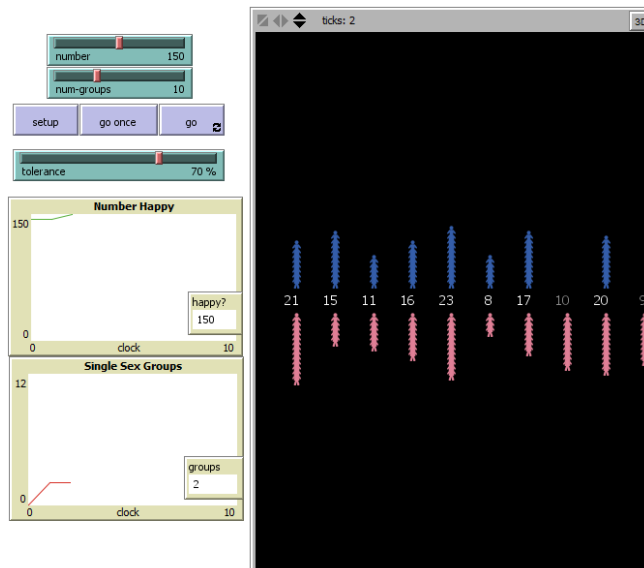 ticks: 2
3D
number 150
num-groups 10
setup go once go
tolerance 70 %
Number Happy
150
happy?
150
0
0 clock 10
Single Sex Groups
12
groups
2
0
0 clock 10
21 15 11 16 23 8 17 10 20 9